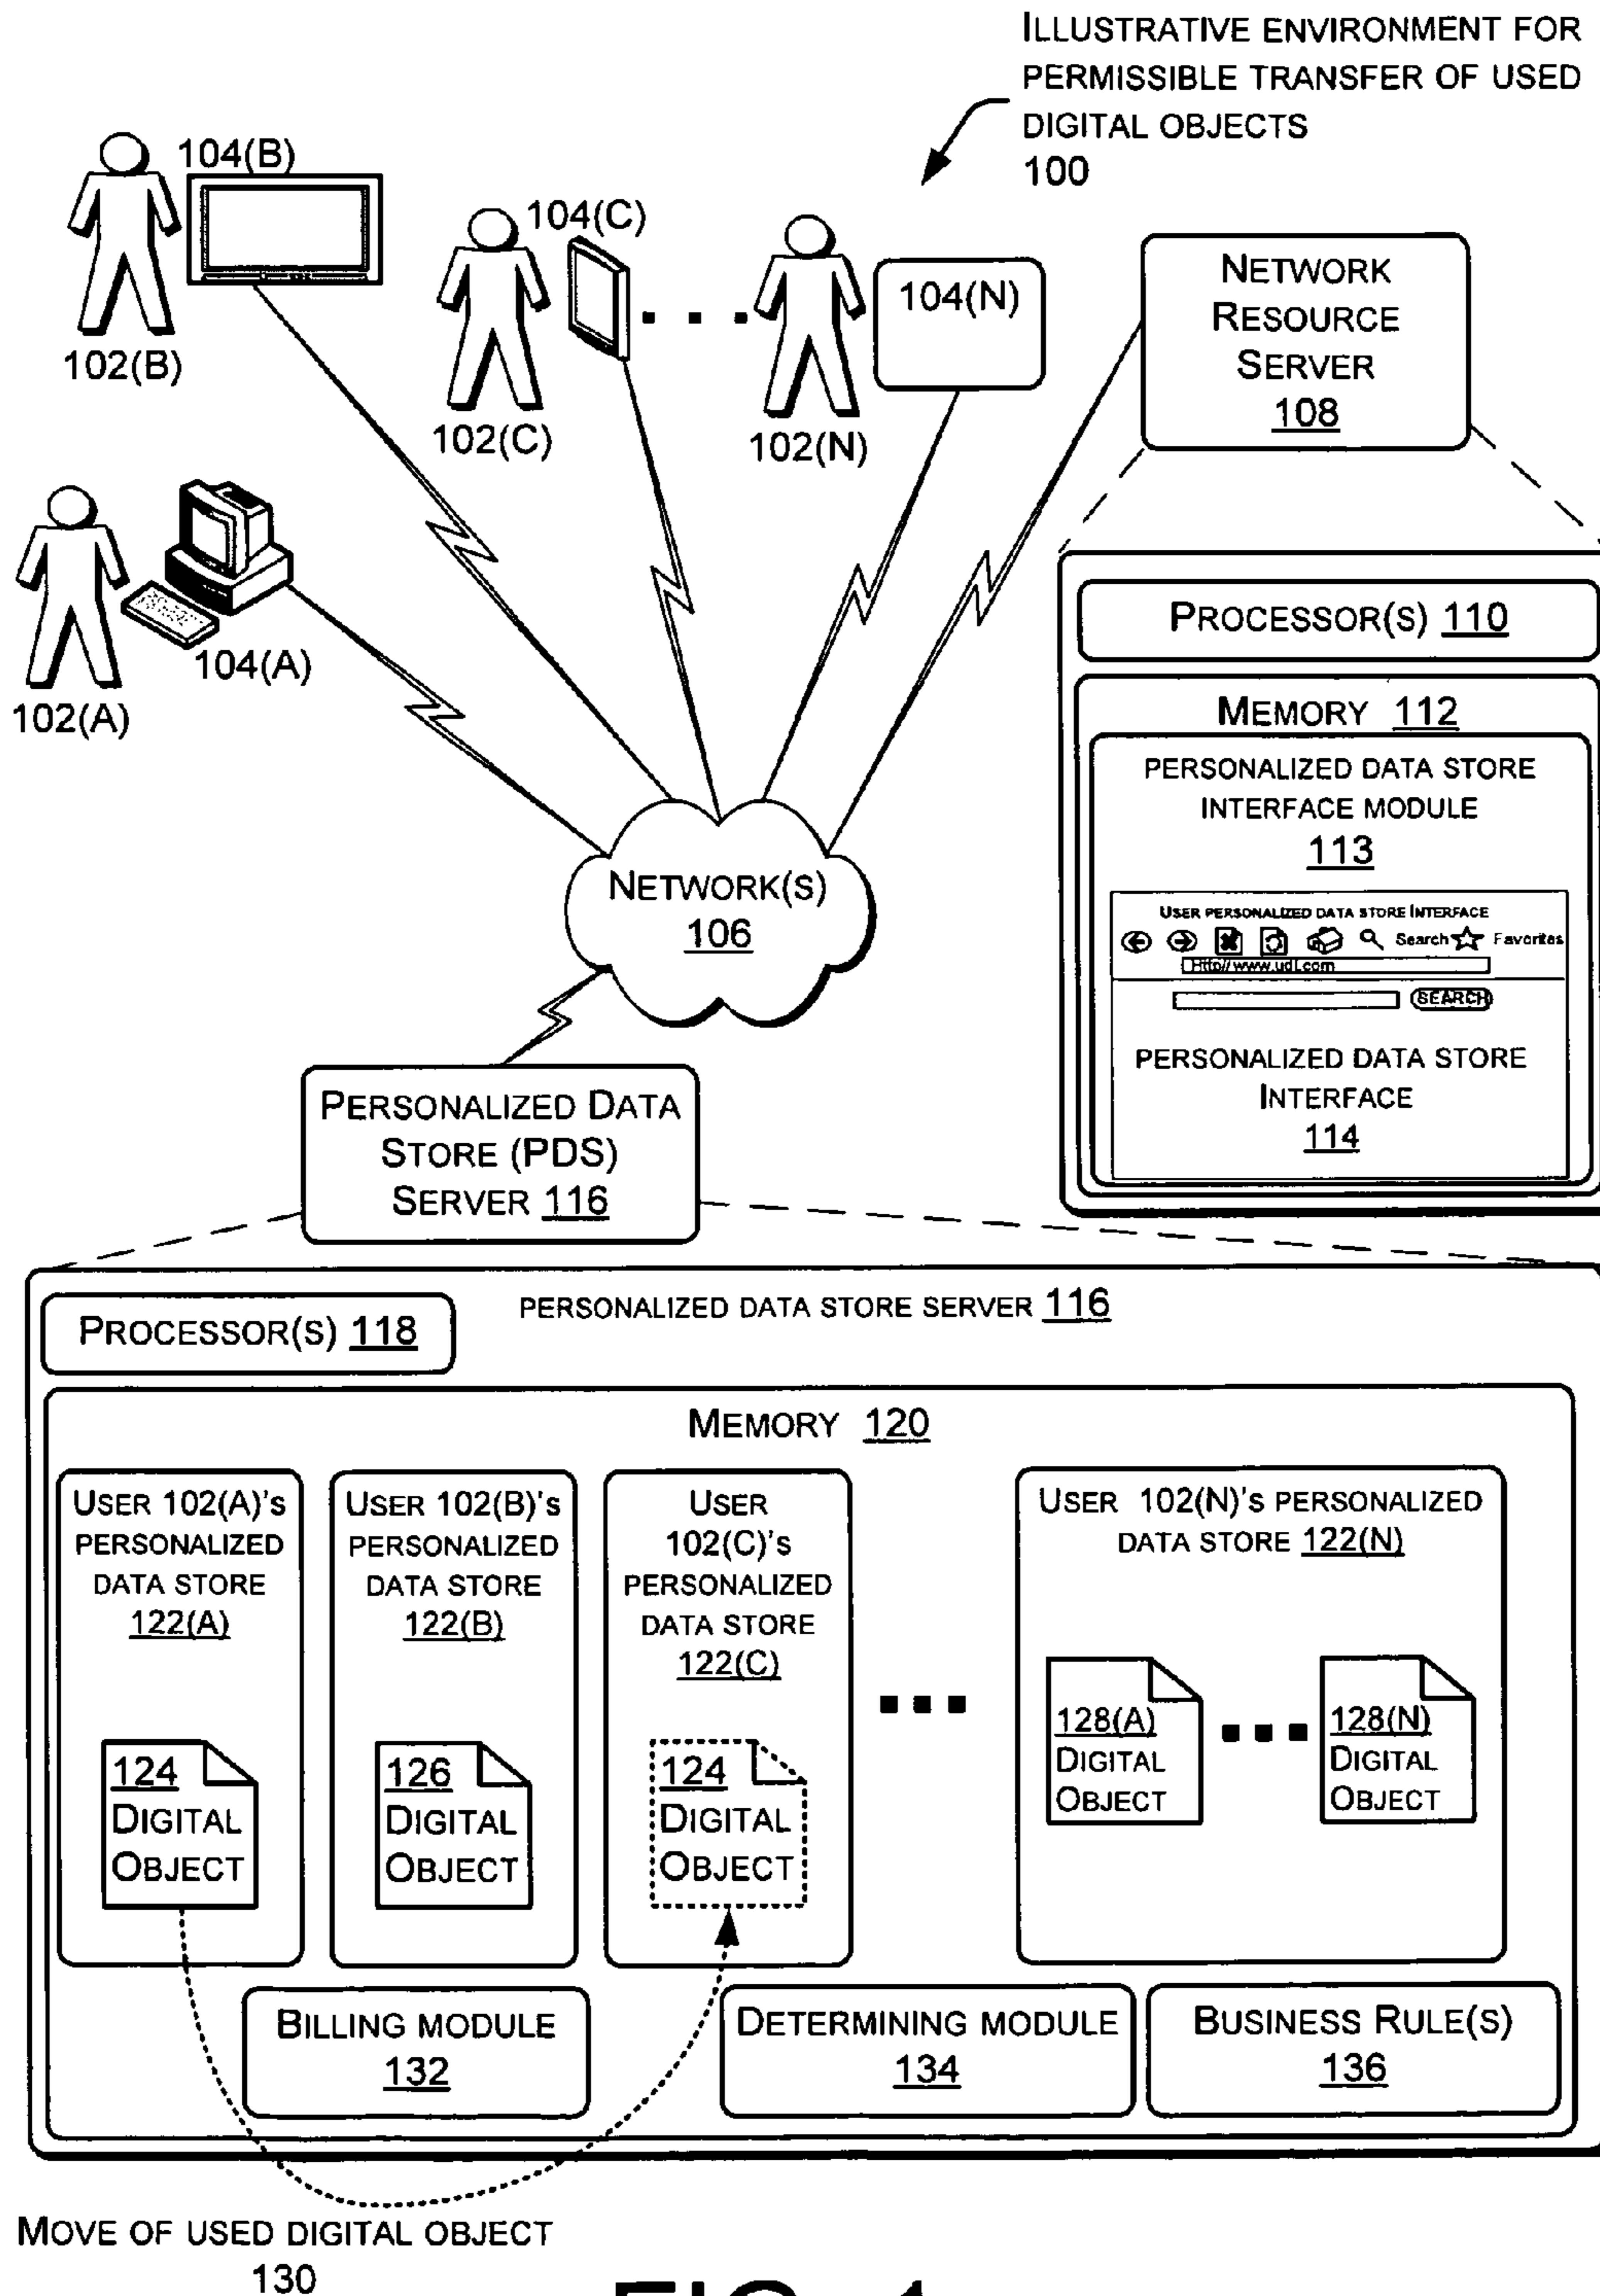 ILLUSTRATIVE ENVIRONMENT FOR
PERMISSIBLE TRANSFER OF USED
DIGITAL OBJECTS
100
104(B)
102(B)
104(C)
102(C)
104(N)
102(N)
NETWORK
RESOURCE
SERVER
108
104(A)
102(A)
PROCESSOR(S) 110
MEMORY 112
PERSONALIZED DATA STORE
INTERFACE MODULE
113
USER PERSONALIZED DATA STORE INTERFACE
Search Favorites
Http//www.udl.com
SEARCH
PERSONALIZED DATA STORE
INTERFACE
114
NETWORK(S)
106
PERSONALIZED DATA
STORE (PDS)
SERVER 116
PERSONALIZED DATA STORE SERVER 116
PROCESSOR(S) 118
MEMORY 120
USER 102(A)'S
PERSONALIZED
DATA STORE
122(A)
124
DIGITAL
OBJECT
USER 102(B)'S
PERSONALIZED
DATA STORE
122(B)
126
DIGITAL
OBJECT
USER
102(C)'S
PERSONALIZED
DATA STORE
122(C)
124
DIGITAL
OBJECT
USER 102(N)'S PERSONALIZED
DATA STORE 122(N)
128(A)
DIGITAL
OBJECT
128(N)
DIGITAL
OBJECT
BILLING MODULE
132
DETERMINING MODULE
134
BUSINESS RULE(S)
136
MOVE OF USED DIGITAL OBJECT
130